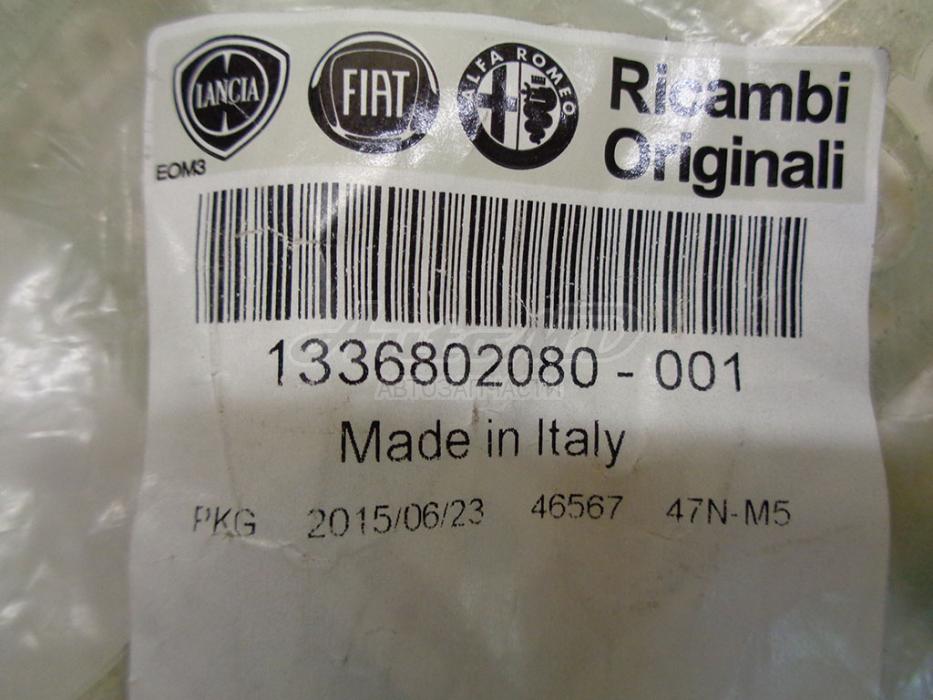 LANCIA
FIAT
ALFA ROMEO
Ricambi
Originali
EOM3
1336802080 - 001
АВТОЗАПЧАСТИ
Made in Italy
PKG 2015/06/23 46567 47N-M5